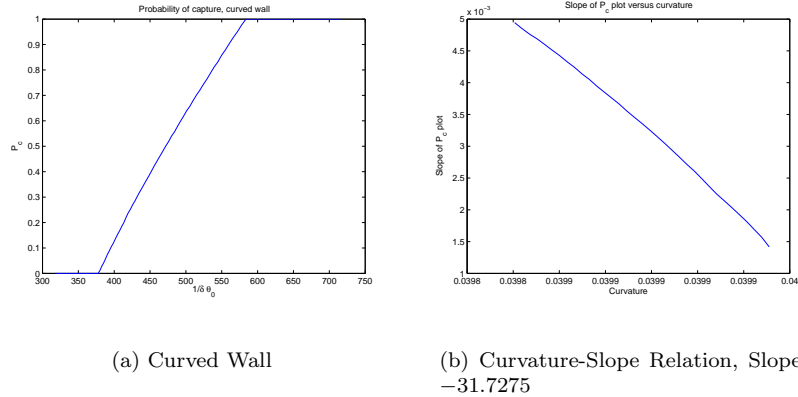 Probability of capture, curved wall
1
0.9
0.8
0.7
0.6
0.5
0.4
0.3
0.2
0.1
0
P_c
300 350 400 450 500 550 600 650 700 750
1/δ θ_0
(a) Curved Wall
Slope of P_c plot versus curvature
x 10^-3
5
4.5
4
3.5
3
2.5
2
1.5
1
Slope of P_c plot
0.0398 0.0398 0.0399 0.0399 0.0399 0.0399 0.0399 0.04
Curvature
(b) Curvature-Slope Relation, Slope
−31.7275